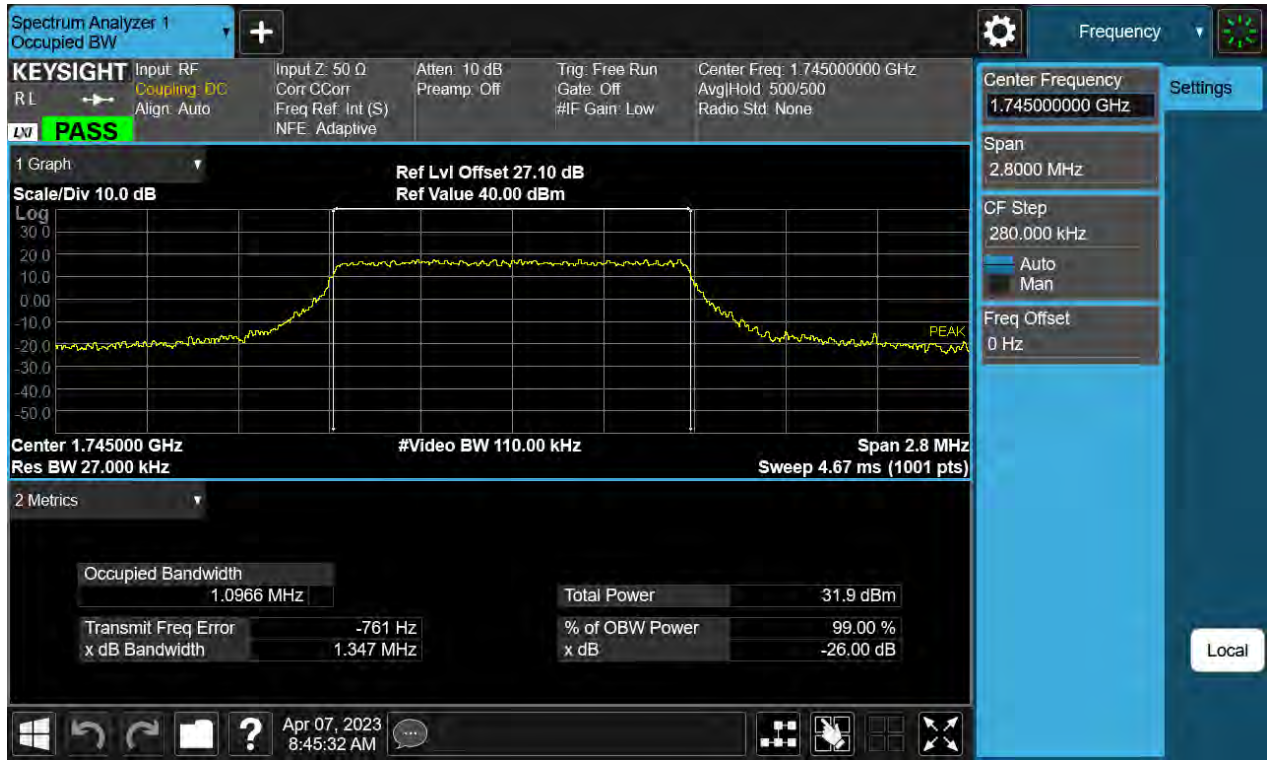 Spectrum Analyzer 1
Occupied BW
Frequency
KEYSIGHT
RL
LXI
PASS
Input: RF
Coupling: DC
Align: Auto
Input Z: 50 Ω
Corr CCorr
Freq Ref: Int (S)
NFE: Adaptive
Atten: 10 dB
Preamp: Off
Trig: Free Run
Gate: Off
#IF Gain: Low
Center Freq: 1.745000000 GHz
Avg|Hold: 500/500
Radio Std: None
Center Frequency
1.745000000 GHz
Settings
Span
2.8000 MHz
CF Step
280.000 kHz
Auto
Man
Freq Offset
0 Hz
1 Graph
Scale/Div 10.0 dB
Ref Lvl Offset 27.10 dB
Ref Value 40.00 dBm
Log
30.0
20.0
10.0
0.00
-10.0
-20.0
-30.0
-40.0
-50.0
PEAK
Center 1.745000 GHz
#Video BW 110.00 kHz
Span 2.8 MHz
Res BW 27.000 kHz
Sweep 4.67 ms (1001 pts)
2 Metrics
Occupied Bandwidth
1.0966 MHz
Total Power 31.9 dBm
Transmit Freq Error -761 Hz
% of OBW Power 99.00 %
x dB Bandwidth 1.347 MHz
x dB -26.00 dB
Local
?
Apr 07, 2023
8:45:32 AM